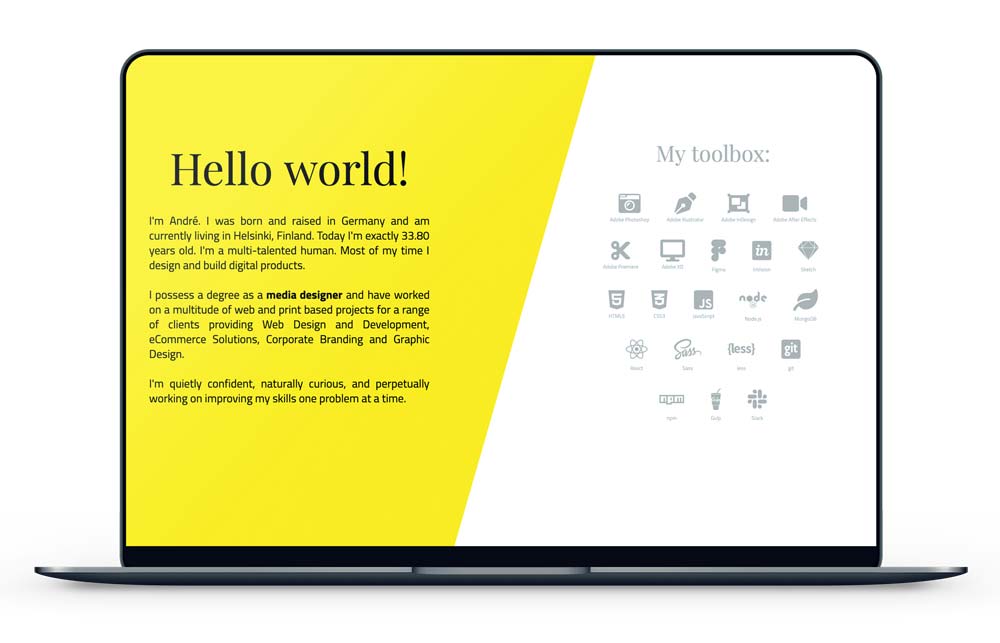 Hello world!
I'm André. I was born and raised in Germany and am
currently living in Helsinki, Finland. Today I'm exactly 33.80
years old. I'm a multi-talented human. Most of my time I
design and build digital products.
I possess a degree as a media designer and have worked
on a multitude of web and print based projects for a range
of clients providing Web Design and Development,
eCommerce Solutions, Corporate Branding and Graphic
Design.
I'm quietly confident, naturally curious, and perpetually
working on improving my skills one problem at a time.
My toolbox:
Adobe Photoshop Adobe Illustrator Adobe InDesign Adobe After Effects
in
Adobe Premiere Adobe XD Figma InVision Sketch
5 3 JS node
HTML5 CSS3 JavaScript Node.js MongoDB
Sass {less} git
React Sass less git
npm
npm Gulp Slack